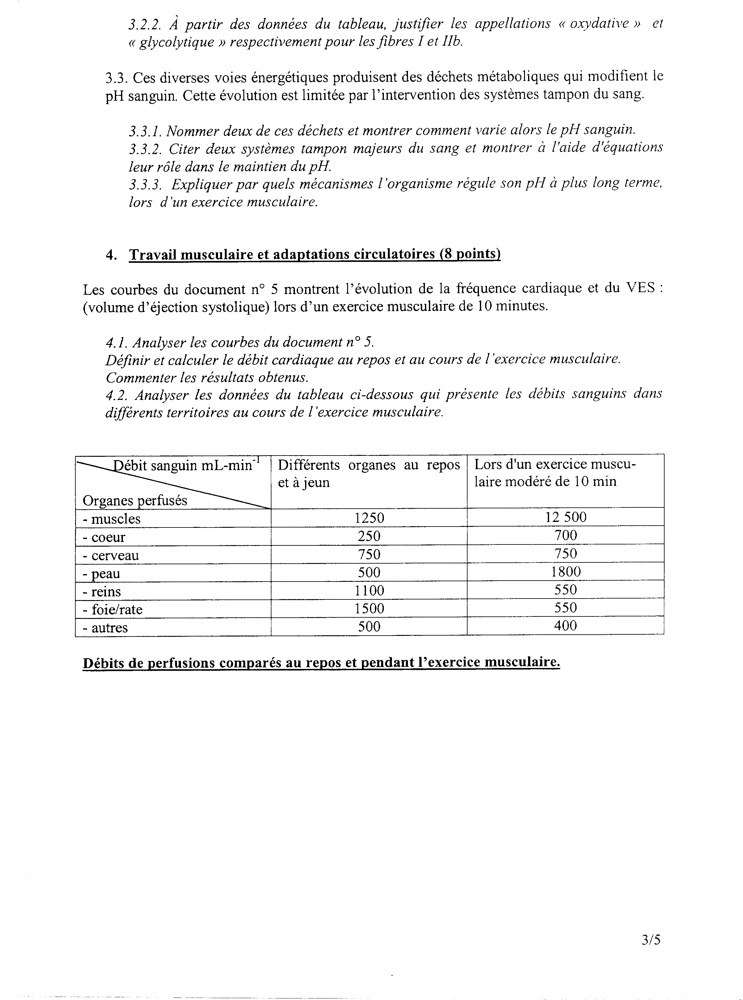 3.2.2. À partir des données du tableau, justifier les appellations « oxydative » et
« glycolytique » respectivement pour les fibres I et IIb.
3.3. Ces diverses voies énergétiques produisent des déchets métaboliques qui modifient le
pH sanguin. Cette évolution est limitée par l'intervention des systèmes tampon du sang.
3.3.1. Nommer deux de ces déchets et montrer comment varie alors le pH sanguin.
3.3.2. Citer deux systèmes tampon majeurs du sang et montrer à l'aide d'équations
leur rôle dans le maintien du pH.
3.3.3. Expliquer par quels mécanismes l'organisme régule son pH à plus long terme,
lors d'un exercice musculaire.
4. Travail musculaire et adaptations circulatoires (8 points)
Les courbes du document n° 5 montrent l'évolution de la fréquence cardiaque et du VES :
(volume d'éjection systolique) lors d'un exercice musculaire de 10 minutes.
4.1. Analyser les courbes du document n° 5.
Définir et calculer le débit cardiaque au repos et au cours de l'exercice musculaire.
Commenter les résultats obtenus.
4.2. Analyser les données du tableau ci-dessous qui présente les débits sanguins dans
différents territoires au cours de l'exercice musculaire.
Débit sanguin mL-min⁻¹ Différents organes au repos Lors d'un exercice muscu-
et à jeun laire modéré de 10 min
Organes perfusés
- muscles 1250 12 500
- coeur 250 700
- cerveau 750 750
- peau 500 1800
- reins 1100 550
- foie/rate 1500 550
- autres 500 400
Débits de perfusions comparés au repos et pendant l'exercice musculaire.
3/5